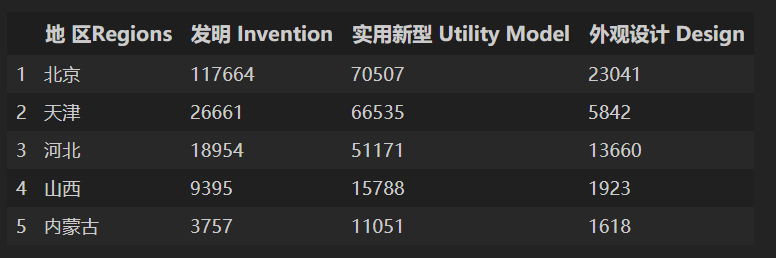 地 区Regions 发明 Invention 实用新型 Utility Model 外观设计 Design
1 北京 117664 70507 23041
2 天津 26661 66535 5842
3 河北 18954 51171 13660
4 山西 9395 15788 1923
5 内蒙古 3757 11051 1618